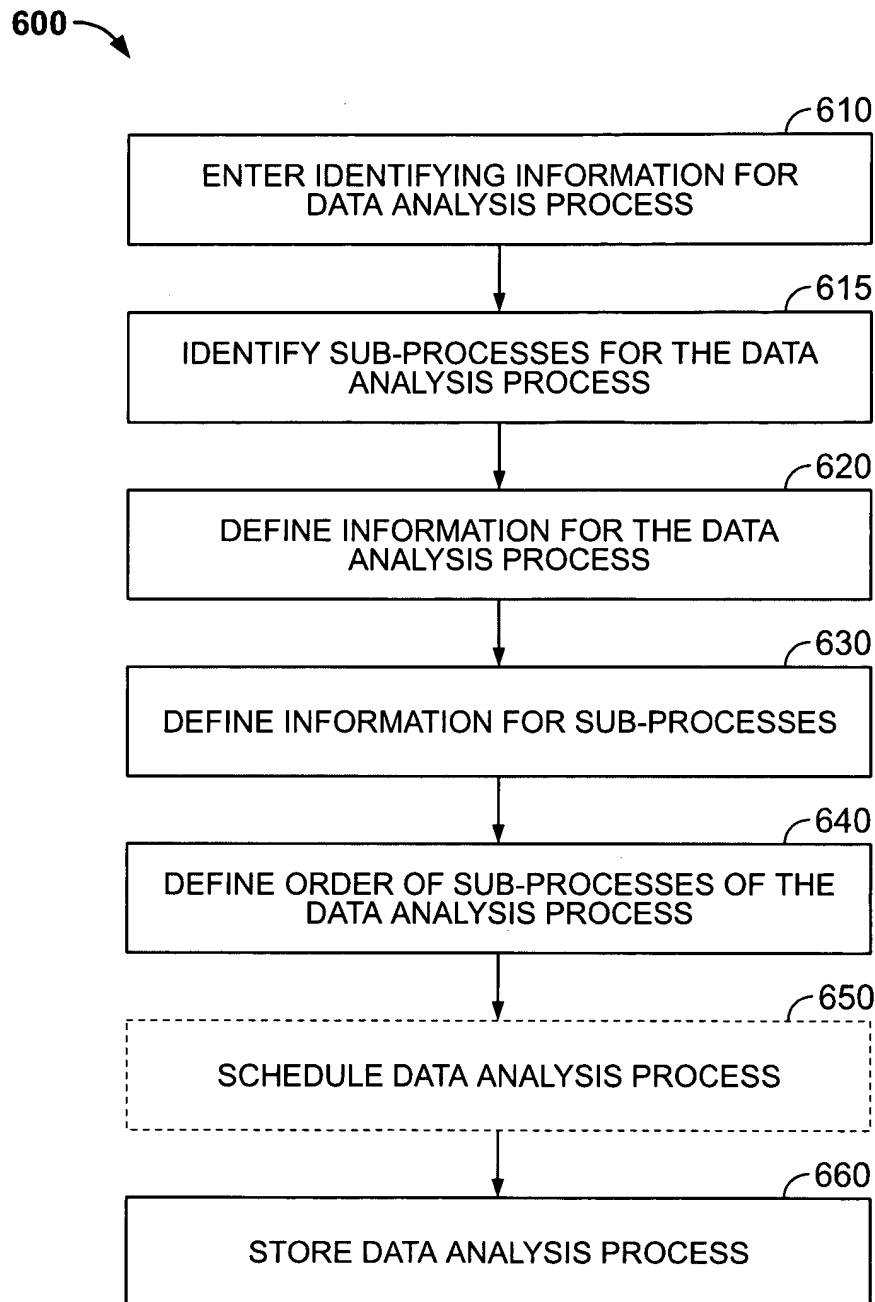 600
610
ENTER IDENTIFYING INFORMATION FOR
DATA ANALYSIS PROCESS
615
IDENTIFY SUB-PROCESSES FOR THE DATA
ANALYSIS PROCESS
620
DEFINE INFORMATION FOR THE DATA
ANALYSIS PROCESS
630
DEFINE INFORMATION FOR SUB-PROCESSES
640
DEFINE ORDER OF SUB-PROCESSES OF THE
DATA ANALYSIS PROCESS
650
SCHEDULE DATA ANALYSIS PROCESS
660
STORE DATA ANALYSIS PROCESS